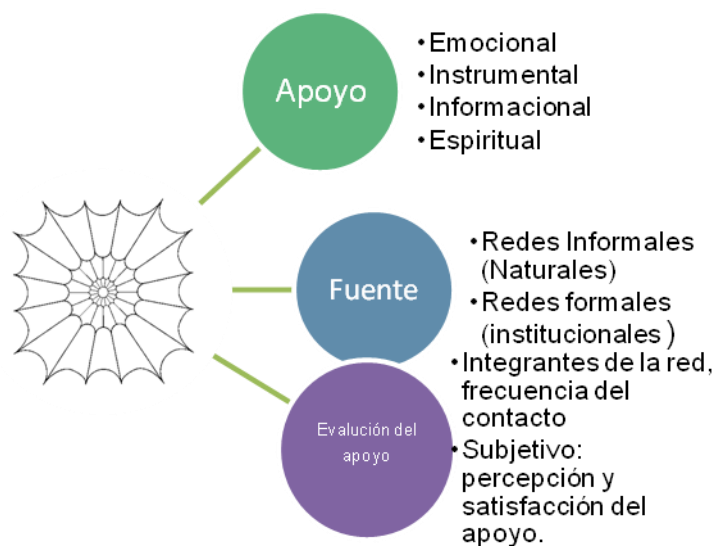 Apoyo
•Emocional
•Instrumental
•Informacional
•Espiritual
Fuente
•Redes Informales
(Naturales)
•Redes formales
(institucionales )
Evalución del
apoyo
•Integrantes de la red,
frecuencia del
contacto
•Subjetivo:
percepción y
satisfacción del
apoyo.